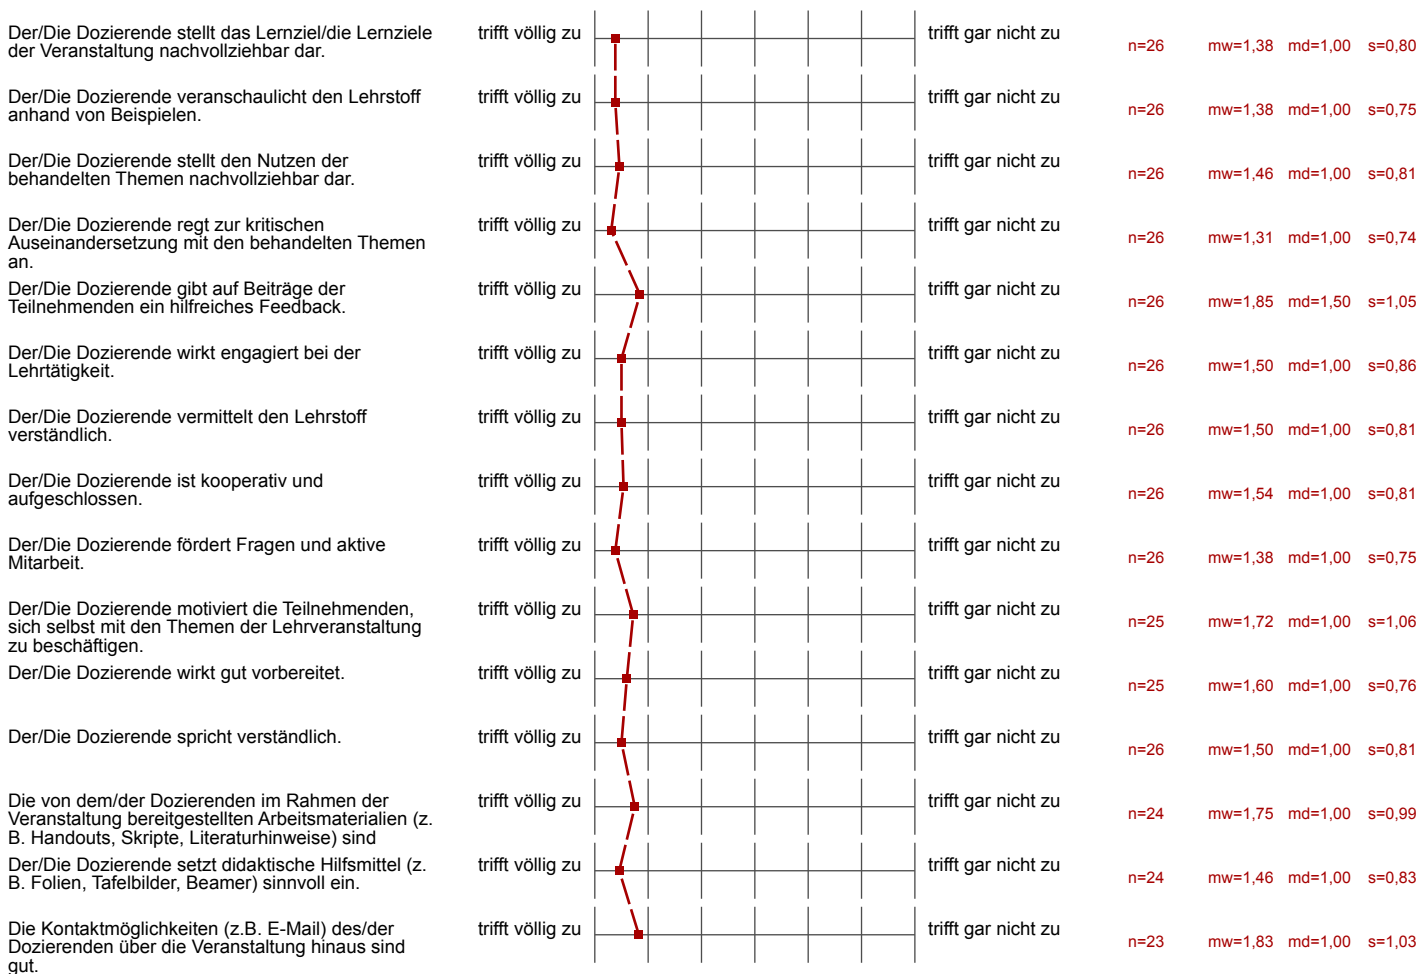 Der/Die Dozierende stellt das Lernziel/die Lernziele
der Veranstaltung nachvollziehbar dar.
trifft völlig zu
trifft gar nicht zu
n=26 mw=1,38 md=1,00 s=0,80
Der/Die Dozierende veranschaulicht den Lehrstoff
anhand von Beispielen.
trifft völlig zu
trifft gar nicht zu
n=26 mw=1,38 md=1,00 s=0,75
Der/Die Dozierende stellt den Nutzen der
behandelten Themen nachvollziehbar dar.
trifft völlig zu
trifft gar nicht zu
n=26 mw=1,46 md=1,00 s=0,81
Der/Die Dozierende regt zur kritischen
Auseinandersetzung mit den behandelten Themen
an.
trifft völlig zu
trifft gar nicht zu
n=26 mw=1,31 md=1,00 s=0,74
Der/Die Dozierende gibt auf Beiträge der
Teilnehmenden ein hilfreiches Feedback.
trifft völlig zu
trifft gar nicht zu
n=26 mw=1,85 md=1,50 s=1,05
Der/Die Dozierende wirkt engagiert bei der
Lehrtätigkeit.
trifft völlig zu
trifft gar nicht zu
n=26 mw=1,50 md=1,00 s=0,86
Der/Die Dozierende vermittelt den Lehrstoff
verständlich.
trifft völlig zu
trifft gar nicht zu
n=26 mw=1,50 md=1,00 s=0,81
Der/Die Dozierende ist kooperativ und
aufgeschlossen.
trifft völlig zu
trifft gar nicht zu
n=26 mw=1,54 md=1,00 s=0,81
Der/Die Dozierende fördert Fragen und aktive
Mitarbeit.
trifft völlig zu
trifft gar nicht zu
n=26 mw=1,38 md=1,00 s=0,75
Der/Die Dozierende motiviert die Teilnehmenden,
sich selbst mit den Themen der Lehrveranstaltung
zu beschäftigen.
trifft völlig zu
trifft gar nicht zu
n=25 mw=1,72 md=1,00 s=1,06
Der/Die Dozierende wirkt gut vorbereitet.
trifft völlig zu
trifft gar nicht zu
n=25 mw=1,60 md=1,00 s=0,76
Der/Die Dozierende spricht verständlich.
trifft völlig zu
trifft gar nicht zu
n=26 mw=1,50 md=1,00 s=0,81
Die von dem/der Dozierenden im Rahmen der
Veranstaltung bereitgestellten Arbeitsmaterialien (z.
B. Handouts, Skripte, Literaturhinweise) sind
trifft völlig zu
trifft gar nicht zu
n=24 mw=1,75 md=1,00 s=0,99
Der/Die Dozierende setzt didaktische Hilfsmittel (z.
B. Folien, Tafelbilder, Beamer) sinnvoll ein.
trifft völlig zu
trifft gar nicht zu
n=24 mw=1,46 md=1,00 s=0,83
Die Kontaktmöglichkeiten (z.B. E-Mail) des/der
Dozierenden über die Veranstaltung hinaus sind
gut.
trifft völlig zu
trifft gar nicht zu
n=23 mw=1,83 md=1,00 s=1,03